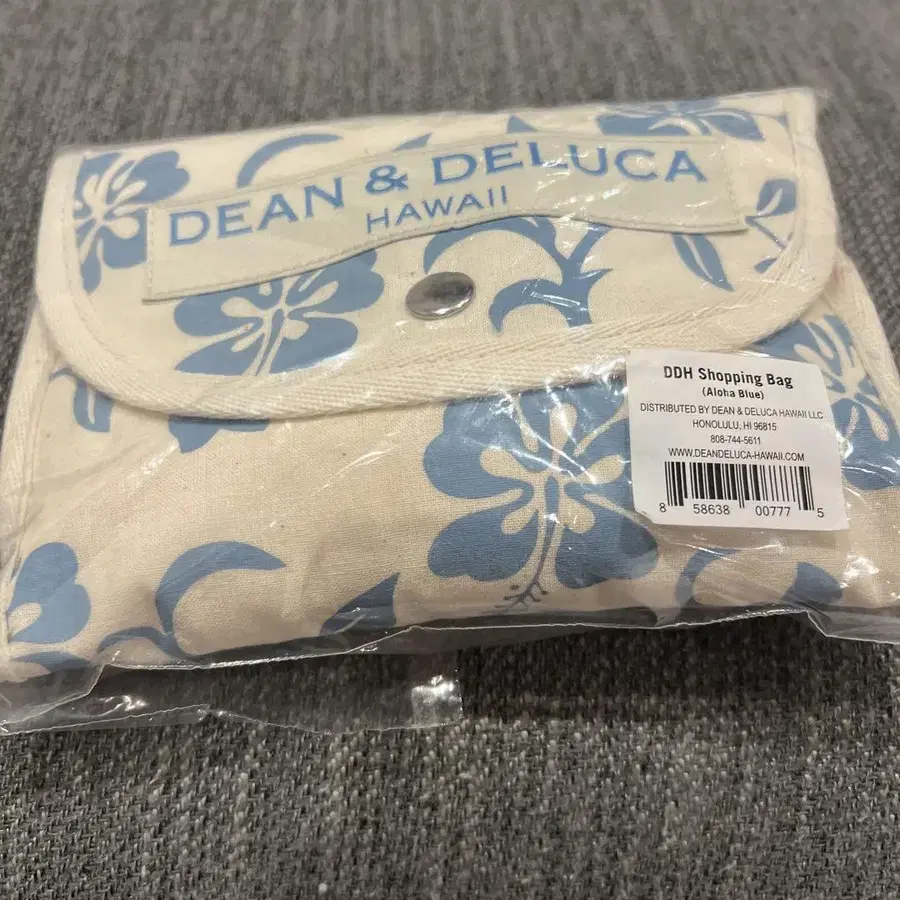 DEAN & DELUCA
HAWAII
DDH Shopping Bag
(Aloha Blue)
DISTRIBUTED BY DEAN & DELUCA HAWAII LLC
HONOLULU, HI 96815
808-744-5611
WWW.DEANDELUCA-HAWAII.COM
8 58638 00777 5